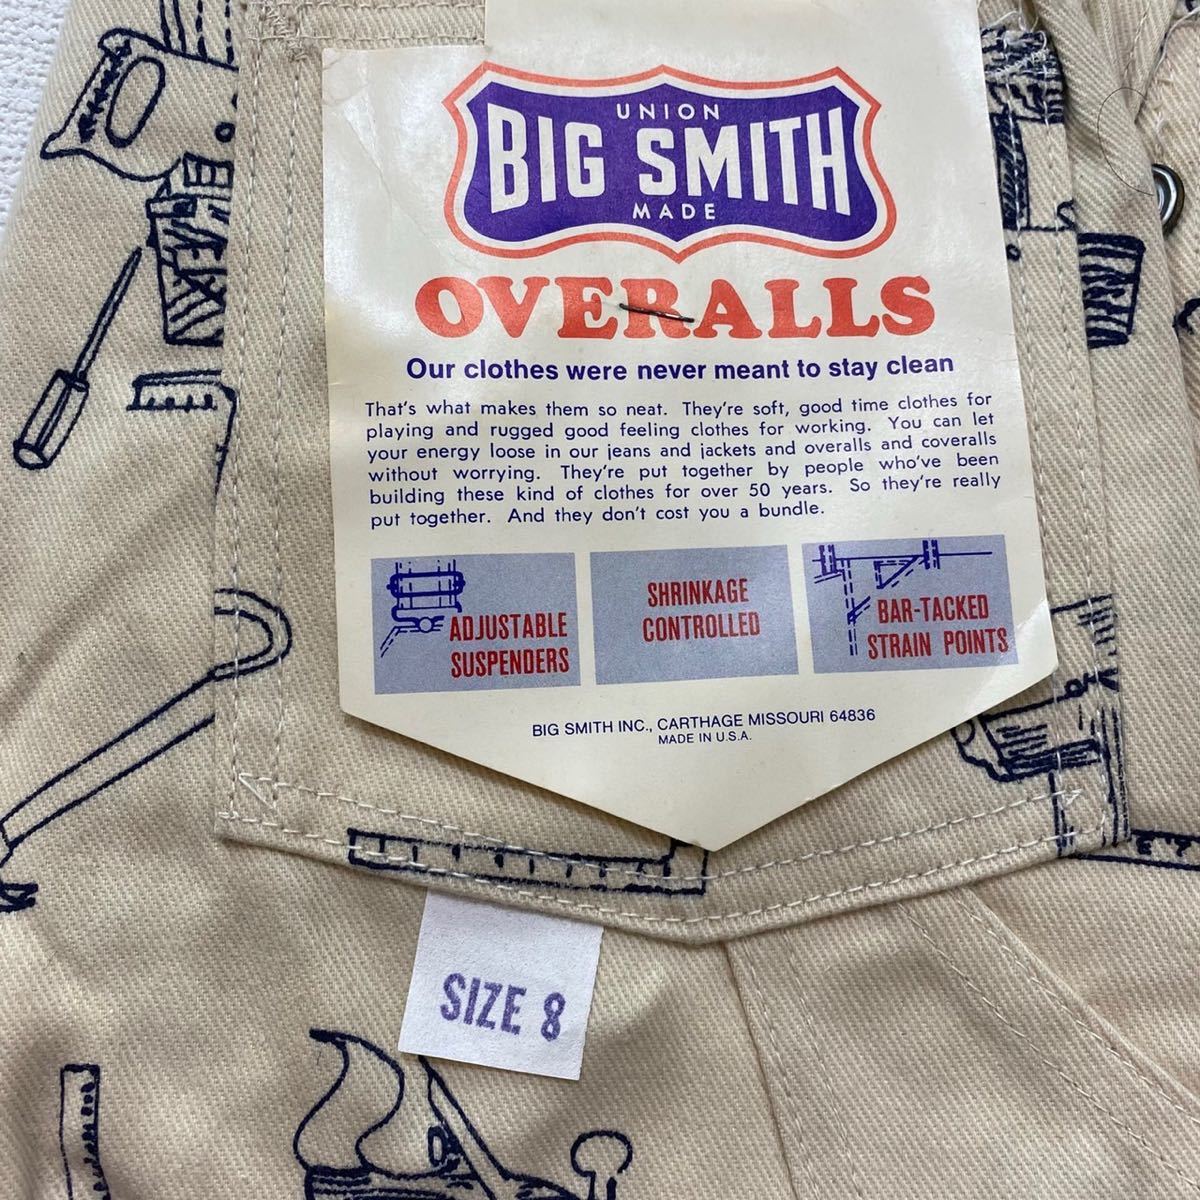 UNION
BIG SMITH
MADE
OVERALLS
Our clothes were never meant to stay clean
That's what makes them so neat. They're soft, good time clothes for
playing and rugged good feeling clothes for working. You can let
your energy loose in our jeans and jackets and overalls and coveralls
without worrying. They're put together by people who've been
building these kind of clothes for over 50 years. So they're really
put together. And they don't cost you a bundle.
ADJUSTABLE
SUSPENDERS
SHRINKAGE
CONTROLLED
BAR-TACKED
STRAIN POINTS
BIG SMITH INC., CARTHAGE MISSOURI 64836
MADE IN U.S.A.
SIZE 8